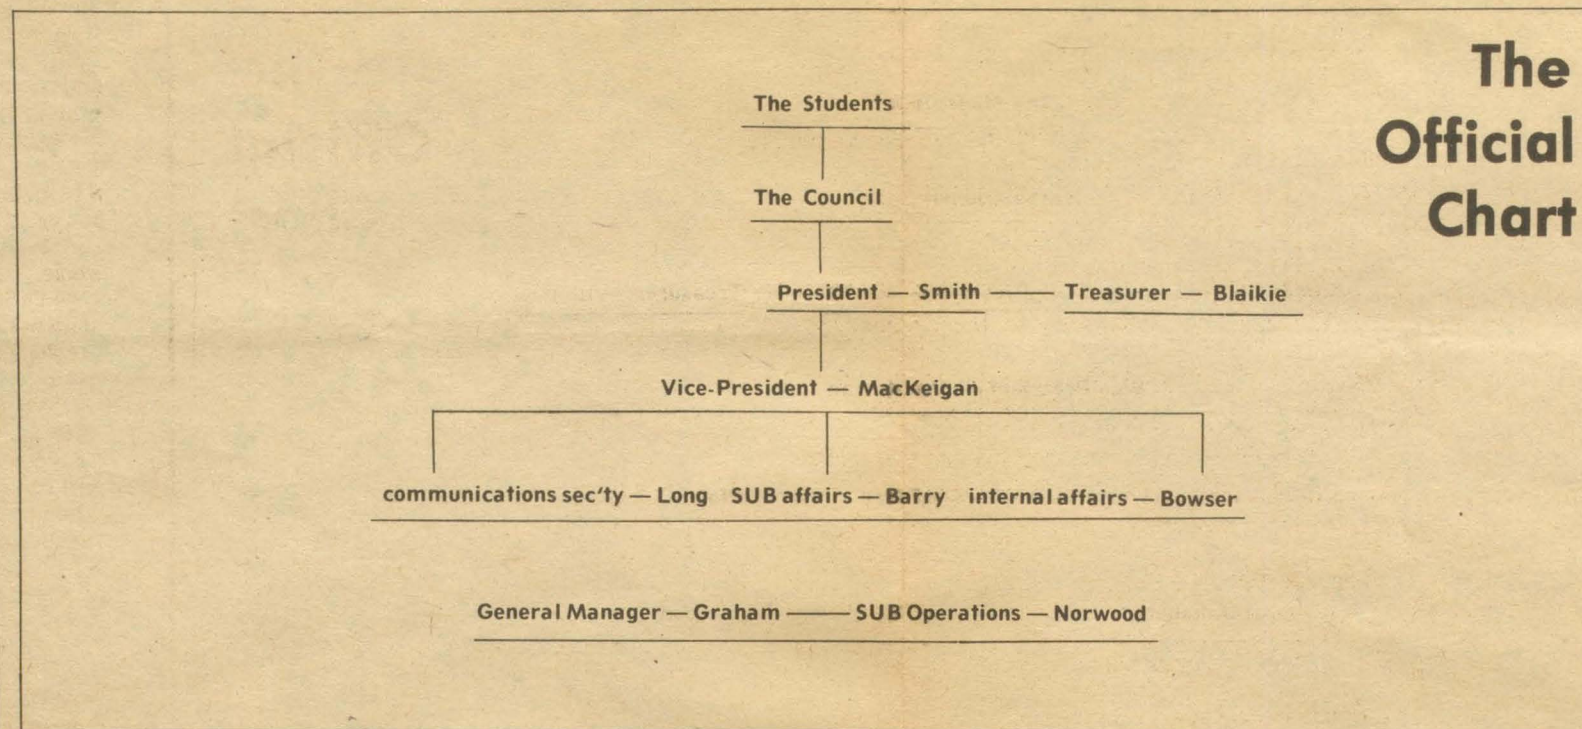 The
Official
Chart
The Students
The Council
President — Smith —— Treasurer — Blaikie
Vice-President — MacKeigan
communications sec'ty — Long SUB affairs — Barry internal affairs — Bowser
General Manager — Graham —— SUB Operations — Norwood